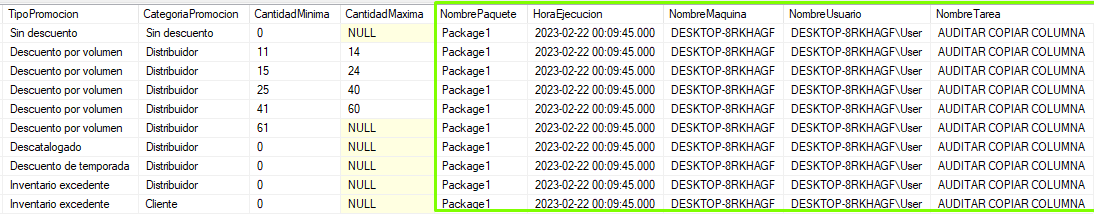 TipoPromocion CategoriaPromocion CantidadMinima CantidadMaxima NombrePaquete HoraEjecucion NombreMaquina NombreUsuario NombreTarea
Sin descuento Sin descuento 0 NULL Package1 2023-02-22 00:09:45.000 DESKTOP-8RKHAGF DESKTOP-8RKHAGF\User AUDITAR COPIAR COLUMNA
Descuento por volumen Distribuidor 11 14 Package1 2023-02-22 00:09:45.000 DESKTOP-8RKHAGF DESKTOP-8RKHAGF\User AUDITAR COPIAR COLUMNA
Descuento por volumen Distribuidor 15 24 Package1 2023-02-22 00:09:45.000 DESKTOP-8RKHAGF DESKTOP-8RKHAGF\User AUDITAR COPIAR COLUMNA
Descuento por volumen Distribuidor 25 40 Package1 2023-02-22 00:09:45.000 DESKTOP-8RKHAGF DESKTOP-8RKHAGF\User AUDITAR COPIAR COLUMNA
Descuento por volumen Distribuidor 41 60 Package1 2023-02-22 00:09:45.000 DESKTOP-8RKHAGF DESKTOP-8RKHAGF\User AUDITAR COPIAR COLUMNA
Descuento por volumen Distribuidor 61 NULL Package1 2023-02-22 00:09:45.000 DESKTOP-8RKHAGF DESKTOP-8RKHAGF\User AUDITAR COPIAR COLUMNA
Descatalogado Distribuidor 0 NULL Package1 2023-02-22 00:09:45.000 DESKTOP-8RKHAGF DESKTOP-8RKHAGF\User AUDITAR COPIAR COLUMNA
Descuento de temporada Distribuidor 0 NULL Package1 2023-02-22 00:09:45.000 DESKTOP-8RKHAGF DESKTOP-8RKHAGF\User AUDITAR COPIAR COLUMNA
Inventario excedente Distribuidor 0 NULL Package1 2023-02-22 00:09:45.000 DESKTOP-8RKHAGF DESKTOP-8RKHAGF\User AUDITAR COPIAR COLUMNA
Inventario excedente Cliente 0 NULL Package1 2023-02-22 00:09:45.000 DESKTOP-8RKHAGF DESKTOP-8RKHAGF\User AUDITAR COPIAR COLUMNA